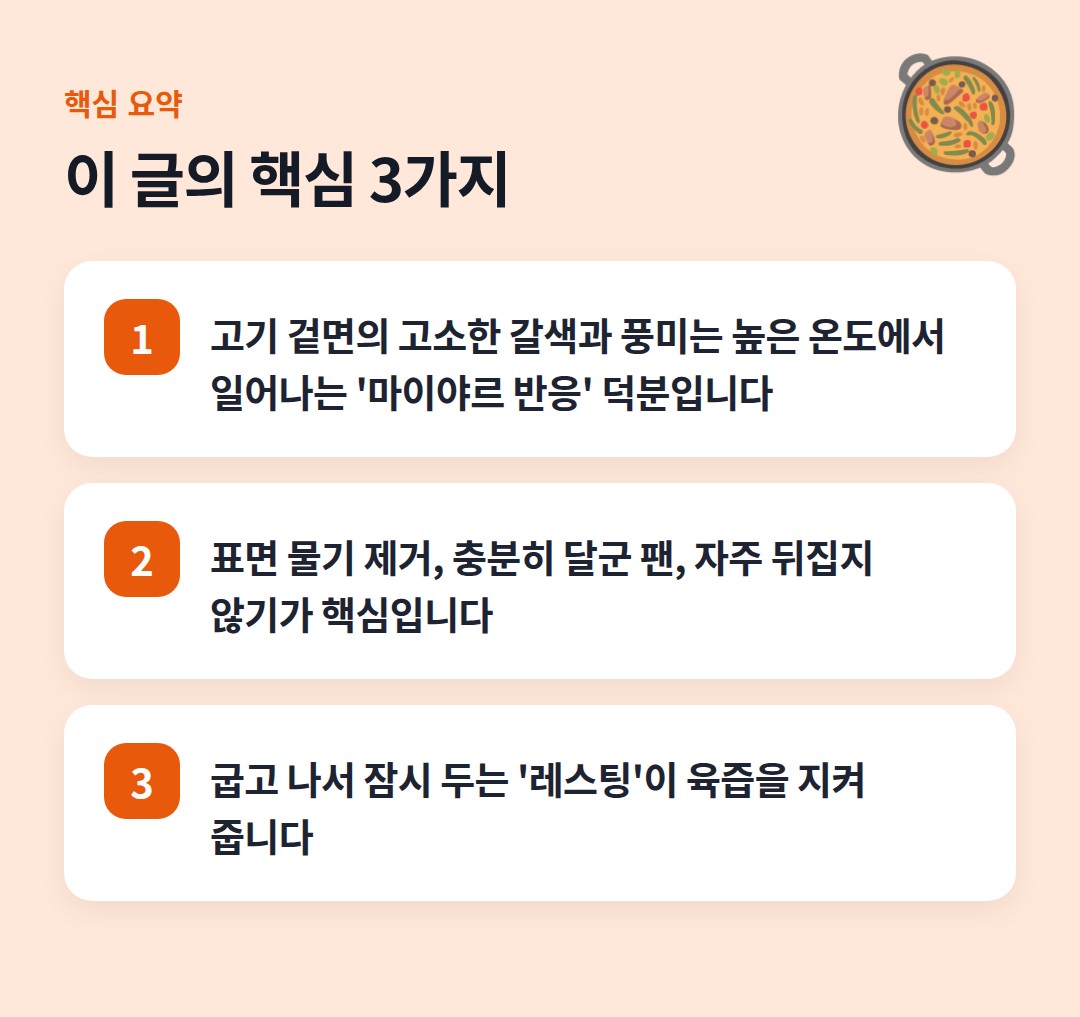 핵심 요약
이 글의 핵심 3가지
1
고기 겉면의 고소한 갈색과 풍미는 높은 온도에서
일어나는 '마이야르 반응' 덕분입니다
2
표면 물기 제거, 충분히 달군 팬, 자주 뒤집지
않기가 핵심입니다
3
굽고 나서 잠시 두는 '레스팅'이 육즙을 지켜
줍니다